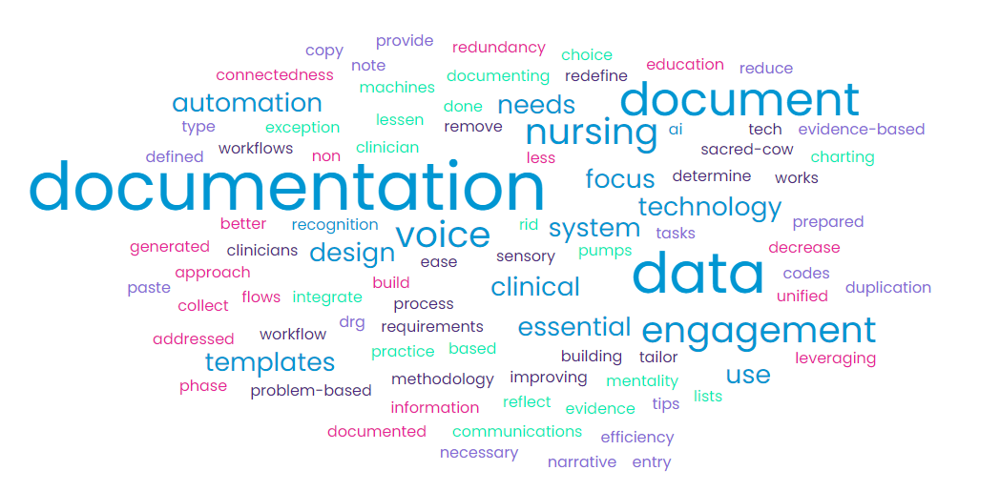 provide
copy
redundancy
choice
note
connectedness
education
reduce
machines
documenting
redefine
automation
done
needs
document
type
exception
lessen
remove
nursing
ai
tech
evidence-based
defined
workflows
non
clinician
less
sacred-cow
charting
documentation
focus
determine
works
technology
better
recognition
voice
rid
system
tasks
prepared
generated
clinicians
design
ease
sensory
pumps
decrease
approach
data
codes
paste
build
clinical
unified
duplication
collect
flows
integrate
process
drg
requirements
essential
engagement
addressed
workflow
practice
based
templates
building
tailor
leveraging
phase
problem-based
methodology
improving
mentality
use
information
reflect
evidence
tips
lists
documented
communications
efficiency
necessary
narrative
entry